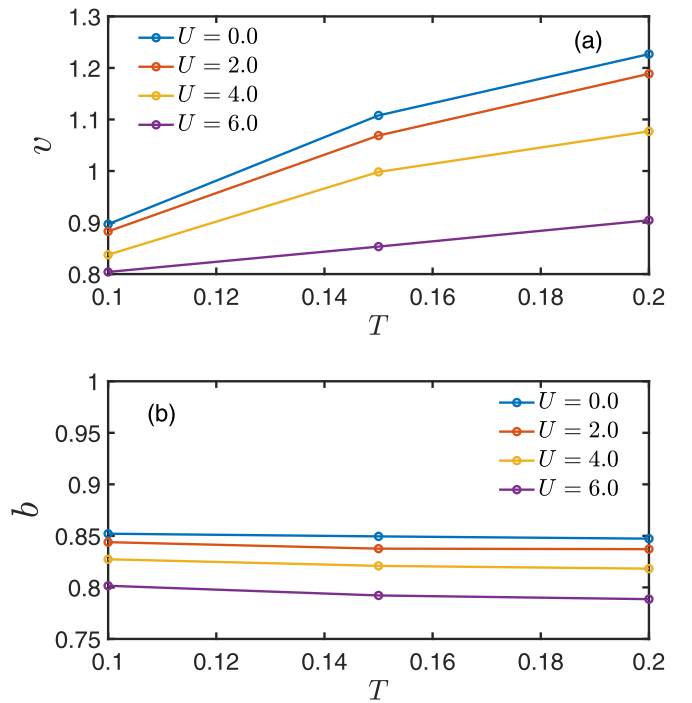 1.3
1.2
1.1
1
0.9
0.8
v
U = 0.0
U = 2.0
U = 4.0
U = 6.0
(a)
0.1 0.12 0.14 0.16 0.18 0.2
T
1
0.95
0.9
0.85
0.8
0.75
b
(b)
U = 0.0
U = 2.0
U = 4.0
U = 6.0
0.1 0.12 0.14 0.16 0.18 0.2
T